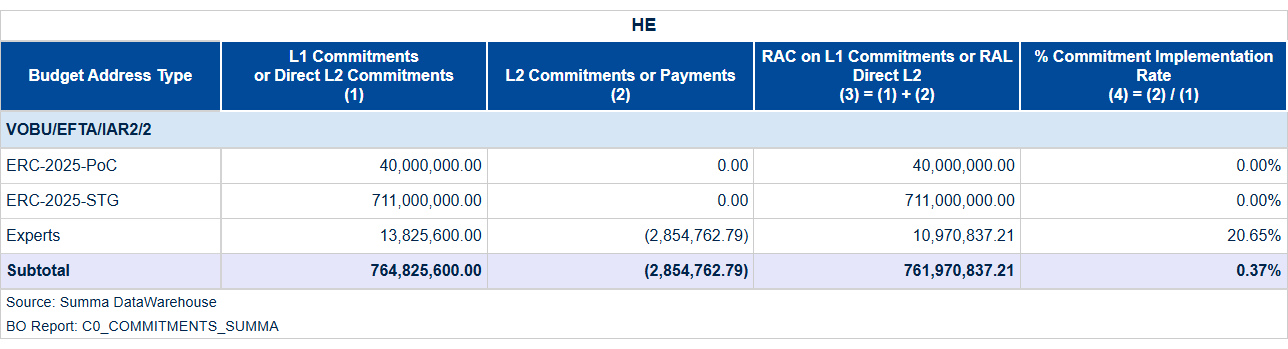 HE
Budget Address Type
L1 Commitments
or Direct L2 Commitments
(1)
L2 Commitments or Payments
(2)
RAC on L1 Commitments or RAL
Direct L2
(3) = (1) + (2)
% Commitment Implementation
Rate
(4) = (2) / (1)
VOBU/EFTA/IAR2/2
ERC-2025-PoC 40,000,000.00 0.00 40,000,000.00 0.00%
ERC-2025-STG 711,000,000.00 0.00 711,000,000.00 0.00%
Experts 13,825,600.00 (2,854,762.79) 10,970,837.21 20.65%
Subtotal 764,825,600.00 (2,854,762.79) 761,970,837.21 0.37%
Source: Summa DataWarehouse
BO Report: C0_COMMITMENTS_SUMMA